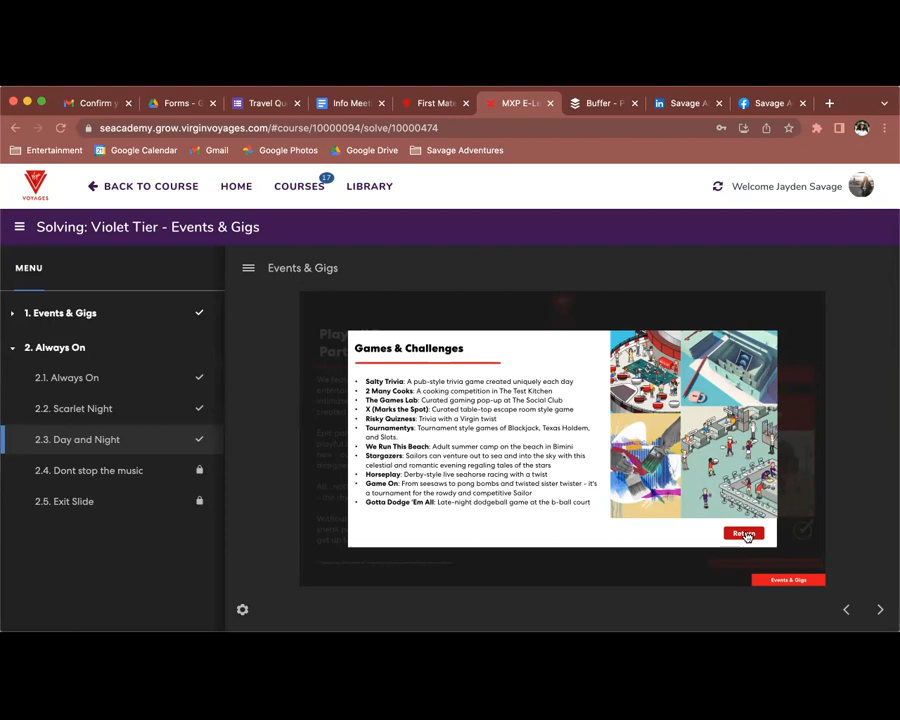 Confirm y
Forms - G
Travel Qu
Info Meet
First Mate
MXP E-Le
Buffer - P
Savage A
Savage A
seacademy.grow.virginvoyages.com/#course/10000094/solve/10000474
Entertainment
Google Calendar
Gmail
Google Photos
Google Drive
Savage Adventures
VOYAGES
BACK TO COURSE
HOME
COURSES
17
LIBRARY
Welcome Jayden Savage
Solving: Violet Tier - Events & Gigs
MENU
Events & Gigs
1. Events & Gigs
2. Always On
2.1. Always On
2.2. Scarlet Night
2.3. Day and Night
2.4. Dont stop the music
2.5. Exit Slide
Games & Challenges
• Salty Trivia: A pub-style trivia game created uniquely each day
• 2 Many Cooks: A cooking competition in The Test Kitchen
• The Games Lab: Curated gaming pop-up at The Social Club
• X (Marks the Spot): Curated table-top escape room style game
• Risky Quizness: Trivia with a Virgin twist
• Tournamentys: Tournament style games of Blackjack, Texas Holdem,
and Slots.
• We Run This Beach: Adult summer camp on the beach in Bimini
• Stargazers: Sailors can venture out to sea and into the sky with this
celestial and romantic evening regaling tales of the stars
• Horseplay: Derby-style live seahorse racing with a twist
• Game On: From seesaws to pong bombs and twisted sister twister - it's
a tournament for the rowdy and competitive Sailor
• Gotta Dodge 'Em All: Late-night dodgeball game at the b-ball court
Return
Events & Gigs